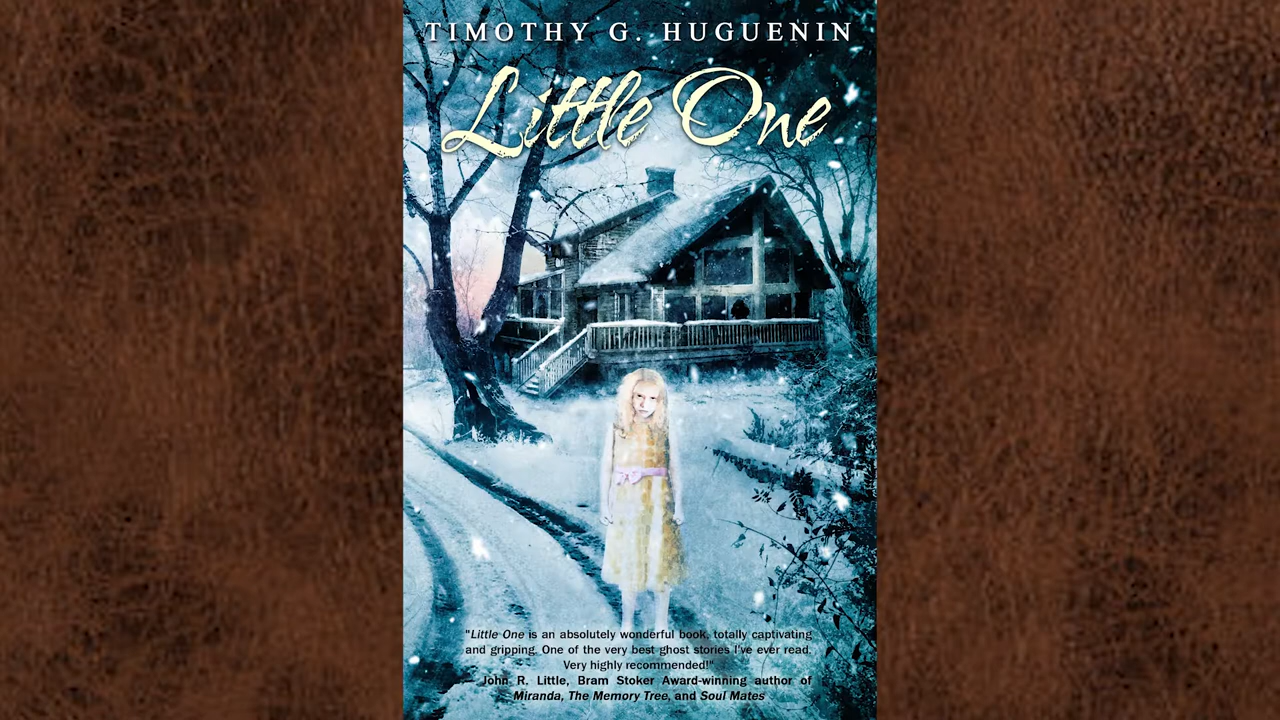 TIMOTHY G. HUGUENIN
Little One
"Little One is an absolutely wonderful book, totally captivating
and gripping. One of the very best ghost stories I've ever read.
Very highly recommended!"
John R. Little, Bram Stoker Award-winning author of
Miranda, The Memory Tree, and Soul Mates